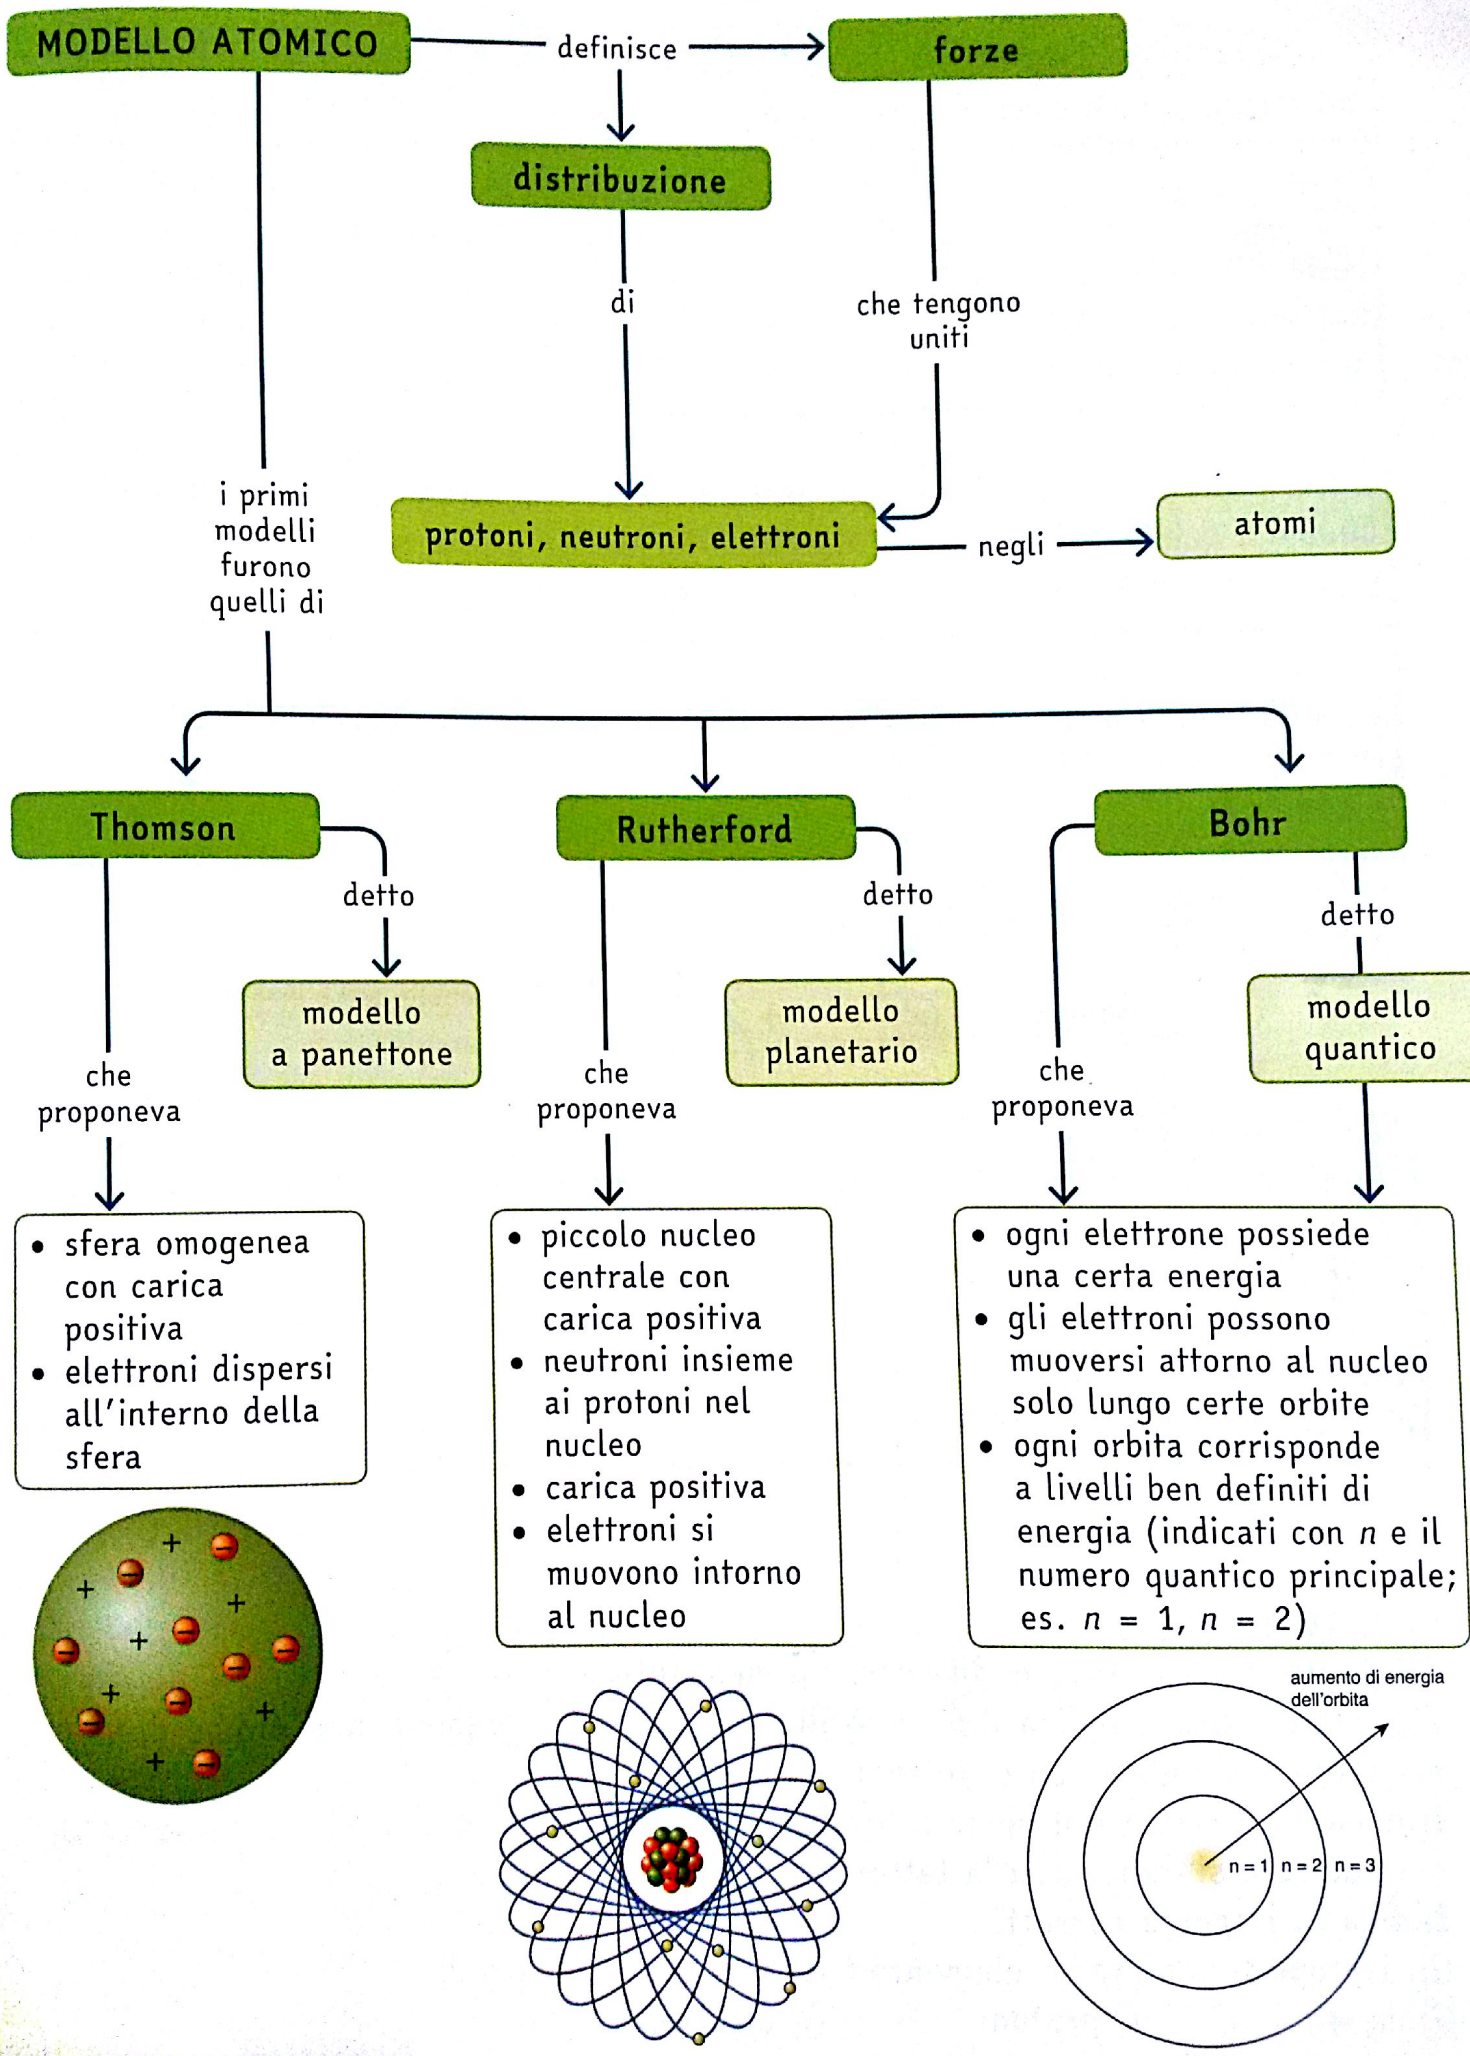 MODELLO ATOMICO
definisce
forze
distribuzione
di
che tengono
uniti
i primi
modelli
furono
quelli di
protoni, neutroni, elettroni
negli
atomi
Thomson
detto
modello
a panettone
che
proponeva
• sfera omogenea
con carica
positiva
• elettroni dispersi
all'interno della
sfera
Rutherford
detto
modello
planetario
che
proponeva
• piccolo nucleo
centrale con
carica positiva
• neutroni insieme
ai protoni nel
nucleo
• carica positiva
• elettroni si
muovono intorno
al nucleo
Bohr
detto
modello
quantico
che
proponeva
• ogni elettrone possiede
una certa energia
• gli elettroni possono
muoversi attorno al nucleo
solo lungo certe orbite
• ogni orbita corrisponde
a livelli ben definiti di
energia (indicati con n e il
numero quantico principale;
es. n = 1, n = 2)
+
+
+
+
+
+
+
aumento di energia
dell'orbita
n = 1 n = 2 n = 3